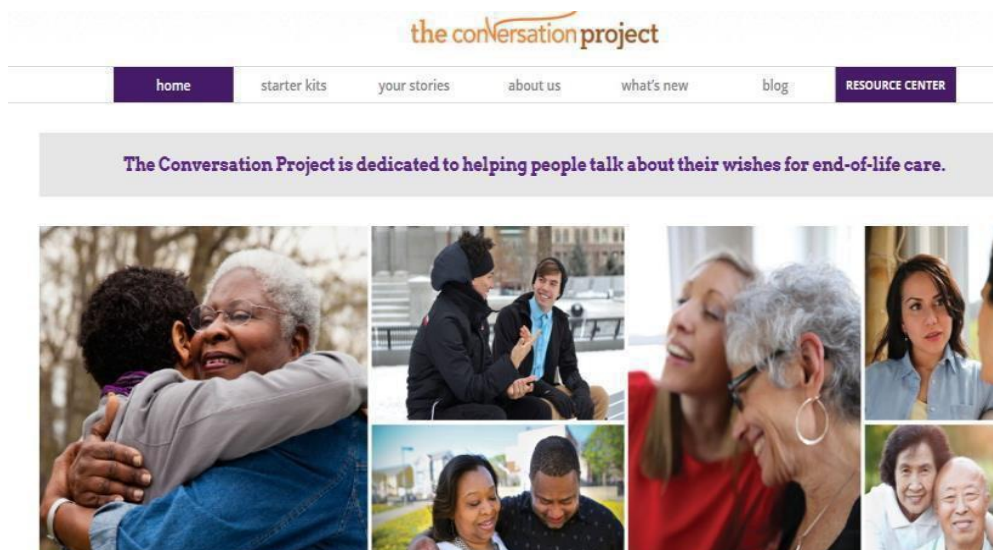 the conversation project
home
starter kits
your stories
about us
what's new
blog
RESOURCE CENTER
The Conversation Project is dedicated to helping people talk about their wishes for end-of-life care.